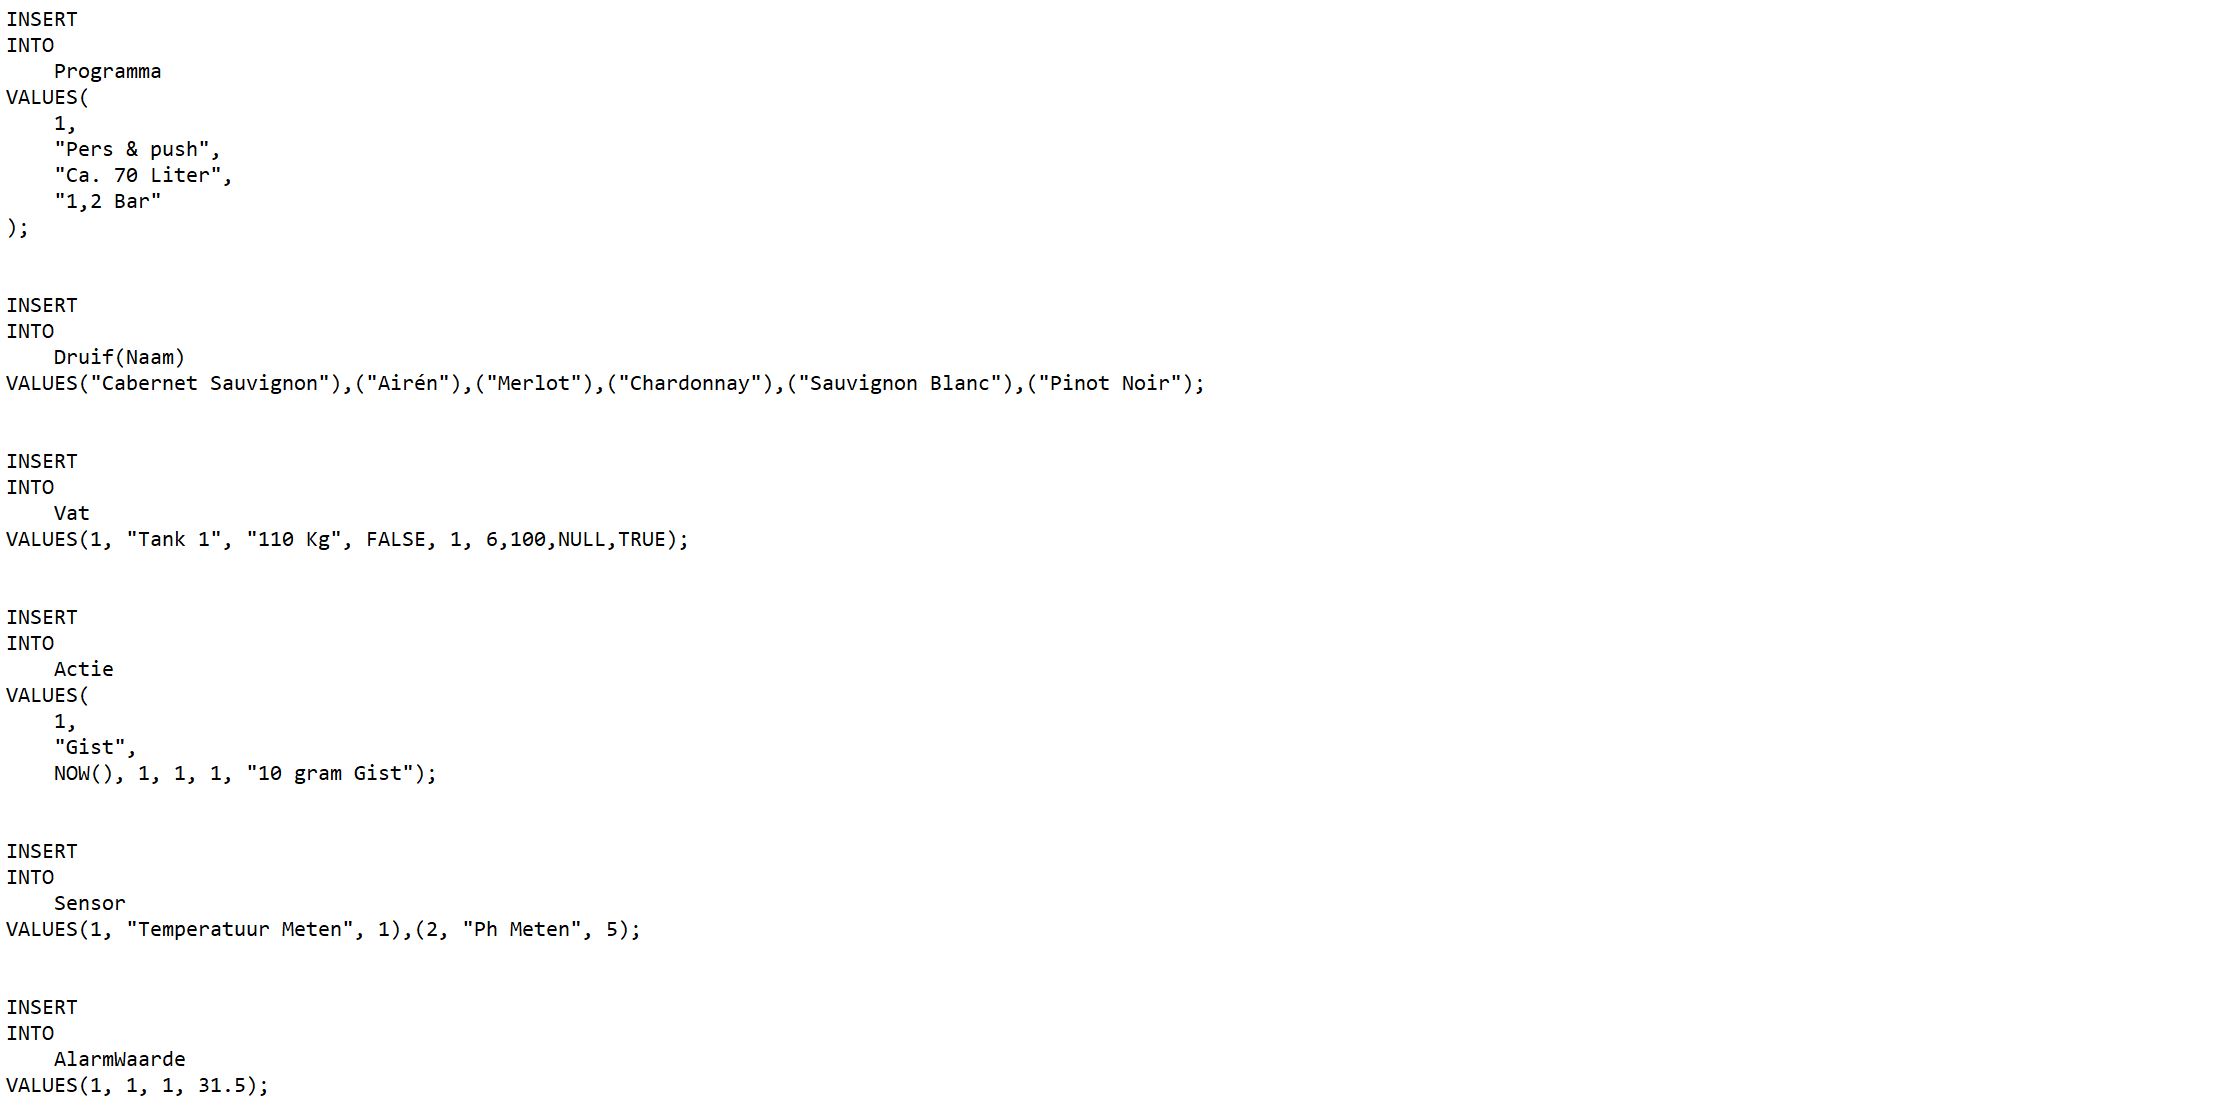 INSERT
INTO
    Programma
VALUES(
    1,
    "Pers & push",
    "Ca. 70 Liter",
    "1,2 Bar"
);
INSERT
INTO
    Druif(Naam)
VALUES("Cabernet Sauvignon"),("Airén"),("Merlot"),("Chardonnay"),("Sauvignon Blanc"),("Pinot Noir");
INSERT
INTO
    Vat
VALUES(1, "Tank 1", "110 Kg", FALSE, 1, 6,100,NULL,TRUE);
INSERT
INTO
    Actie
VALUES(
    1,
    "Gist",
    NOW(), 1, 1, 1, "10 gram Gist");
INSERT
INTO
    Sensor
VALUES(1, "Temperatuur Meten", 1),(2, "Ph Meten", 5);
INSERT
INTO
    AlarmWaarde
VALUES(1, 1, 1, 31.5);